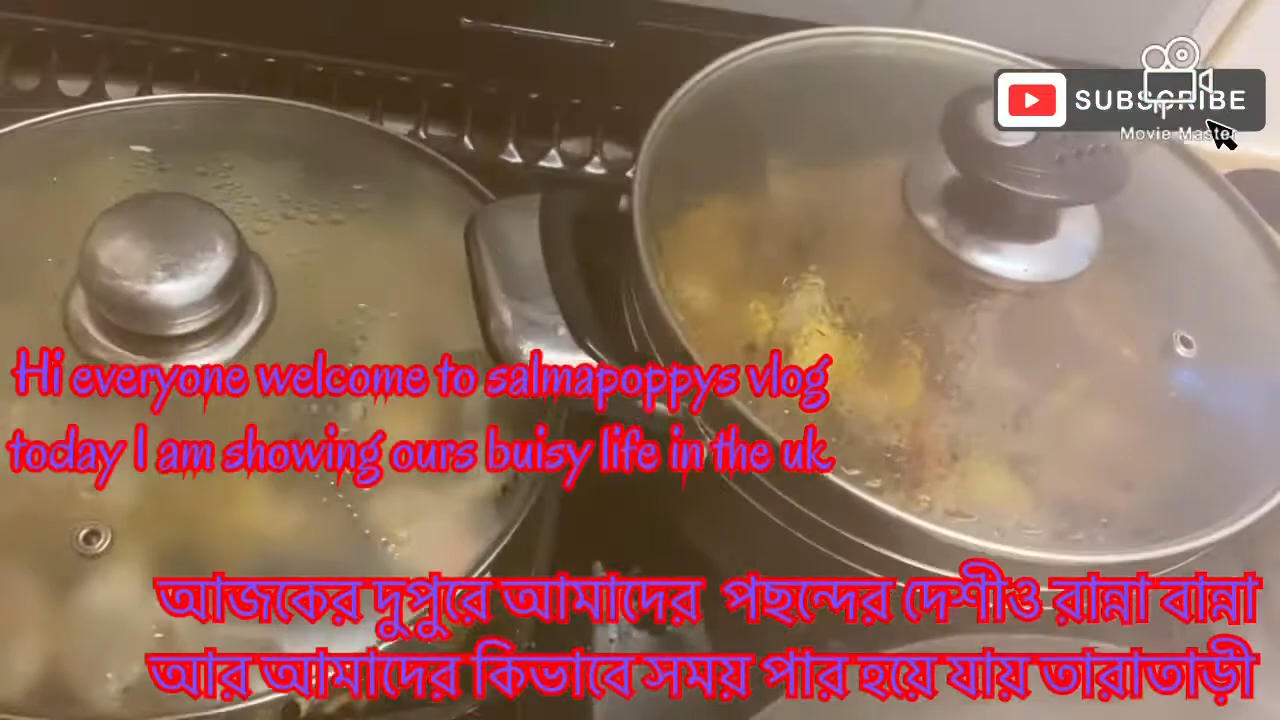 SUBSCRIBE
Movie Master
Hi everyone welcome to salmapoppys vlog
today I am showing ours buisy life in the uk
আজকের দুপুরে আমাদের পছন্দের দেশীও রান্না বান্না
আর আমাদের কিভাবে সময় পার হয়ে যায় তারাতাড়ী